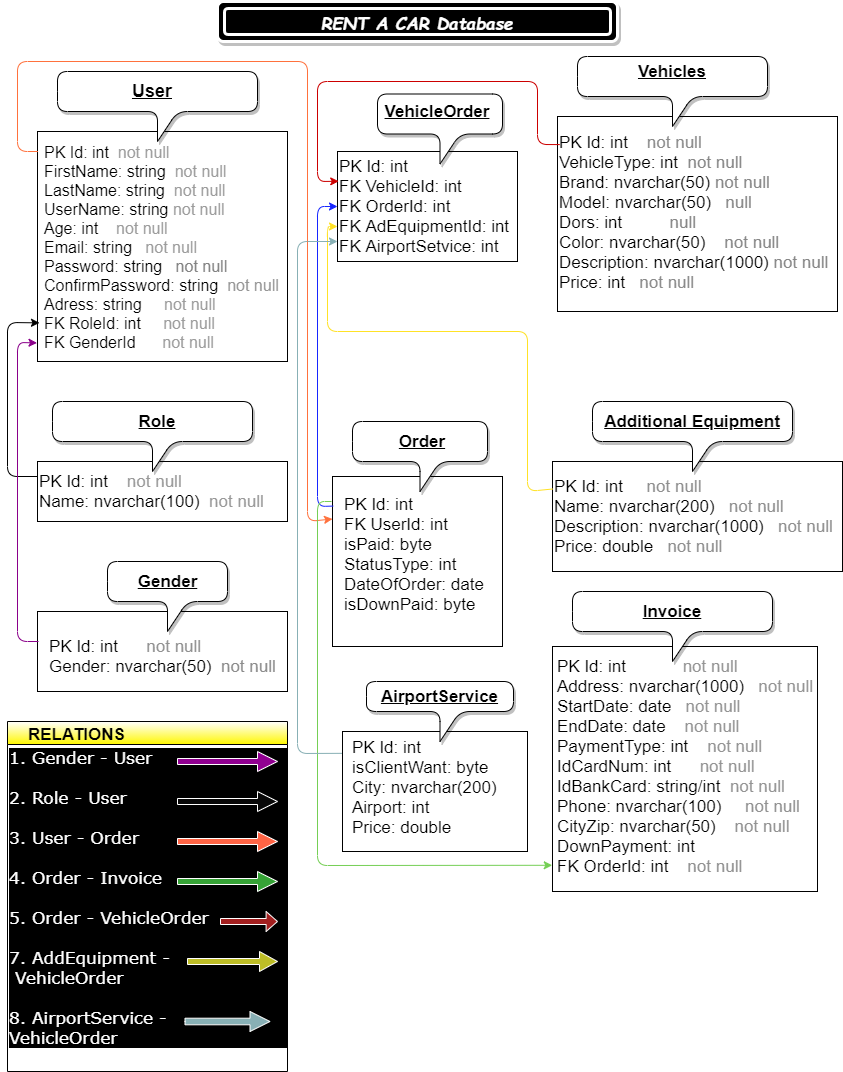 RENT A CAR Database
User
PK Id: int not null
FirstName: string not null
LastName: string not null
UserName: string not null
Age: int not null
Email: string not null
Password: string not null
ConfirmPassword: string not null
Adress: string not null
FK RoleId: int not null
FK GenderId not null
VehicleOrder
PK Id: int
FK VehicleId: int
FK OrderId: int
FK AdEquipmentId: int
FK AirportSetvice: int
Vehicles
PK Id: int not null
VehicleType: int not null
Brand: nvarchar(50) not null
Model: nvarchar(50) null
Dors: int null
Color: nvarchar(50) not null
Description: nvarchar(1000) not null
Price: int not null
Role
PK Id: int not null
Name: nvarchar(100) not null
Order
PK Id: int
FK UserId: int
isPaid: byte
StatusType: int
DateOfOrder: date
isDownPaid: byte
Additional Equipment
PK Id: int not null
Name: nvarchar(200) not null
Description: nvarchar(1000) not null
Price: double not null
Gender
PK Id: int not null
Gender: nvarchar(50) not null
AirportService
PK Id: int
isClientWant: byte
City: nvarchar(200)
Airport: int
Price: double
Invoice
PK Id: int not null
Address: nvarchar(1000) not null
StartDate: date not null
EndDate: date not null
PaymentType: int not null
IdCardNum: int not null
IdBankCard: string/int not null
Phone: nvarchar(100) not null
CityZip: nvarchar(50) not null
DownPayment: int
FK OrderId: int not null
RELATIONS
1. Gender - User
2. Role - User
3. User - Order
4. Order - Invoice
5. Order - VehicleOrder
7. AddEquipment -
VehicleOrder
8. AirportService -
VehicleOrder